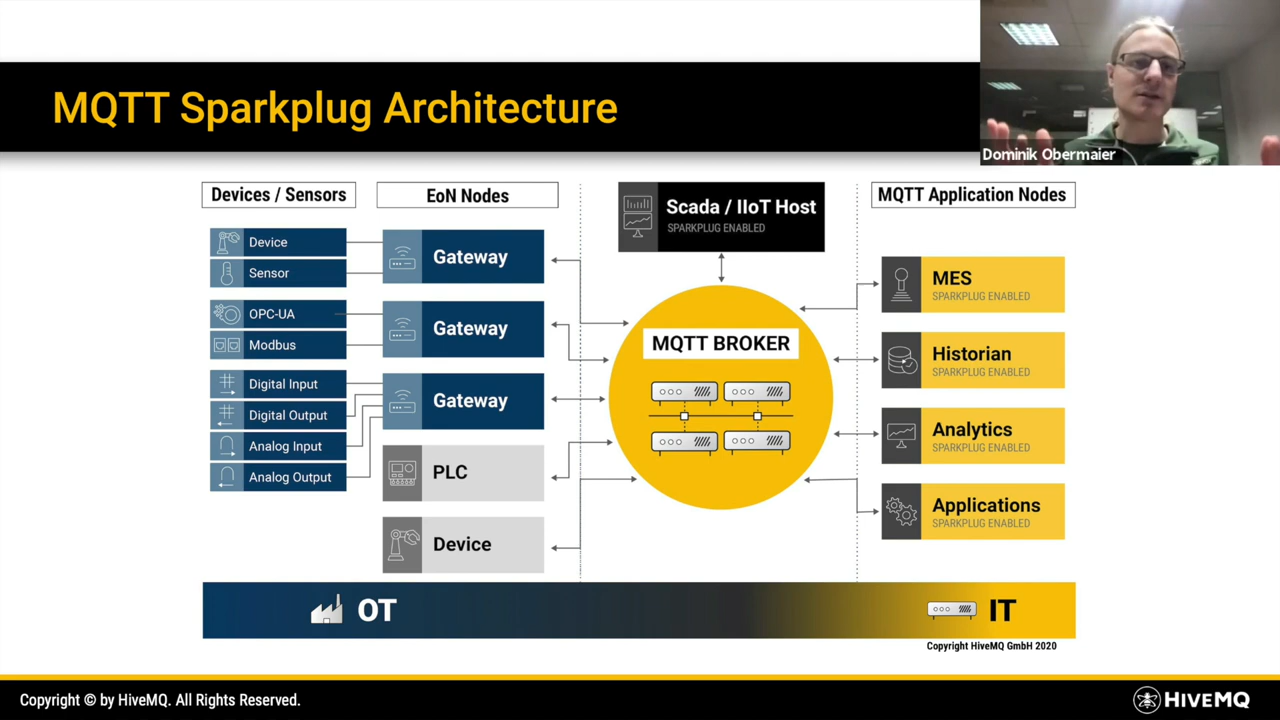 MQTT Sparkplug Architecture
Dominik Obermaier
Devices / Sensors
EoN Nodes
Scada / IIoT Host
SPARKPLUG ENABLED
MQTT Application Nodes
Device
Sensor
OPC-UA
Modbus
Digital Input
Digital Output
Analog Input
Analog Output
Gateway
Gateway
Gateway
PLC
Device
MQTT BROKER
MES
SPARKPLUG ENABLED
Historian
SPARKPLUG ENABLED
Analytics
SPARKPLUG ENABLED
Applications
SPARKPLUG ENABLED
OT
IT
Copyright HiveMQ GmbH 2020
Copyright © by HiveMQ. All Rights Reserved.
HIVEMQ